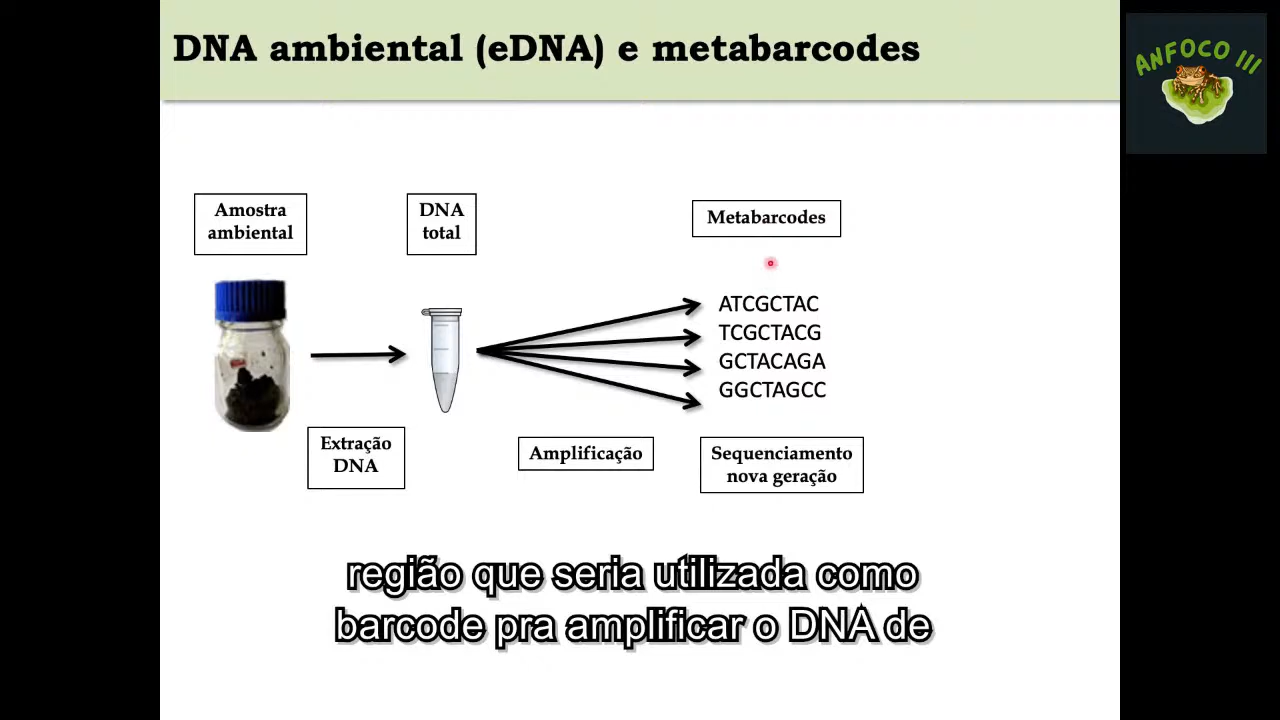 DNA ambiental (eDNA) e metabarcodes
ANFOCO III
Amostra
ambiental
DNA
total
Metabarcodes
ATCGCTAC
TCGCTACG
GCTACAGA
GGCTAGCC
Extração
DNA
Amplificação
Sequenciamento
nova geração
região que seria utilizada como
barcode pra amplificar o DNA de